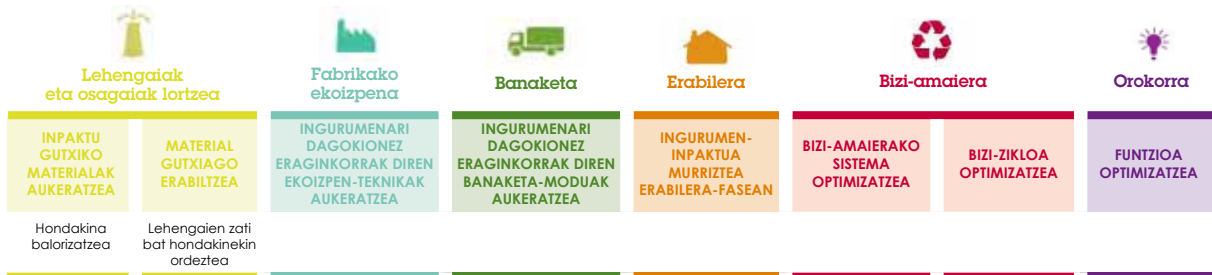 Lehengaiak
eta osagaiak lortzea
Fabrikako
ekoizpena
Banaketa
Erabilera
Bizi-amaiera
Orokorra
INPAKTU
GUTXIKO
MATERIALAK
AUKERATZEA
MATERIAL
GUTXIAGO
ERABILTZEA
INGURUMENARI
DAGOKIONEZ
ERAGINKORRAK DIREN
EKOIZPEN-TEKNIKAK
AUKERATZEA
INGURUMENARI
DAGOKIONEZ
ERAGINKORRAK DIREN
BANAKETA-MODUAK
AUKERATZEA
INGURUMEN-
INPAKTUA
MURRIZTEA
ERABILERA-FASEAN
BIZI-AMAIERAKO
SISTEMA
OPTIMIZATZEA
BIZI-ZIKLOA
OPTIMIZATZEA
FUNTZIOA
OPTIMIZATZEA
Hondakina
balorizatzea
Lehengaien zati
bat hondakinekin
ordeztea